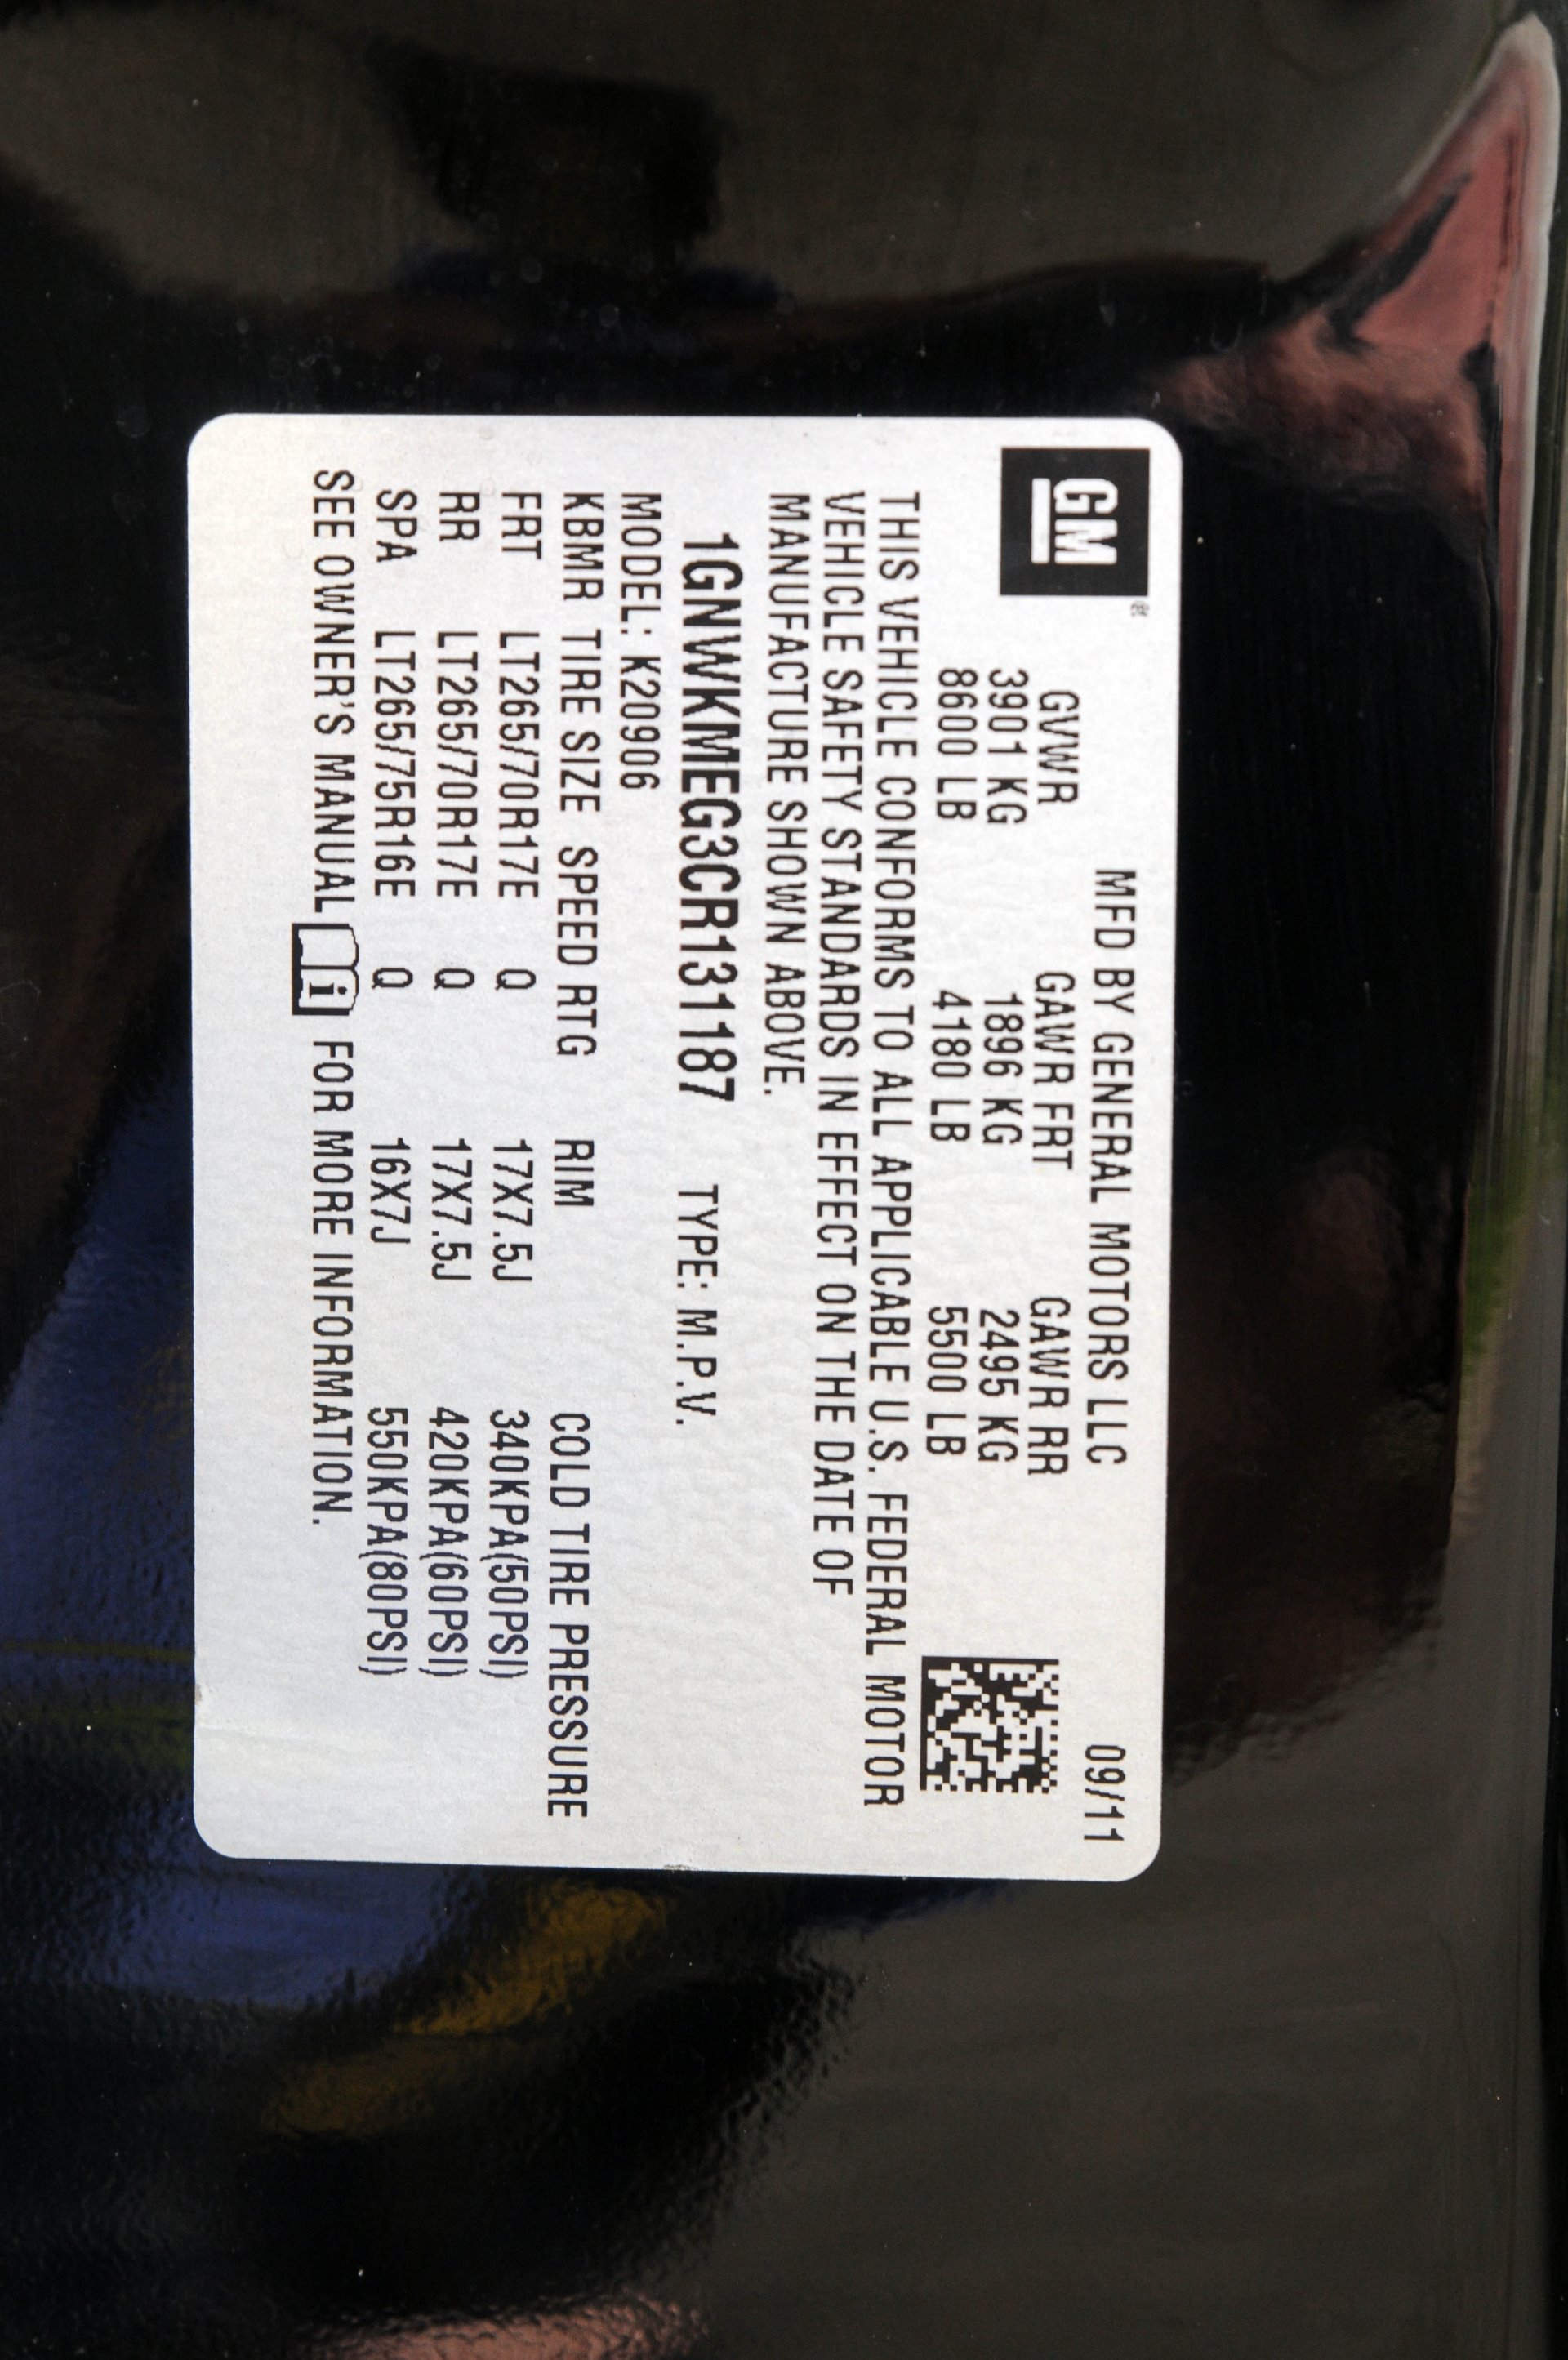 GM®
MFD BY GENERAL MOTORS LLC 09/11
GVWR GAWR FRT GAWR RR
3901 KG 1896 KG 2495 KG
8600 LB 4180 LB 5500 LB
THIS VEHICLE CONFORMS TO ALL APPLICABLE U.S. FEDERAL MOTOR
VEHICLE SAFETY STANDARDS IN EFFECT ON THE DATE OF
MANUFACTURE SHOWN ABOVE.
1GNWKMEG3CR131187 TYPE: M.P.V.
MODEL: K20906
KBMR TIRE SIZE SPEED RTG RIM COLD TIRE PRESSURE
FRT LT265/70R17E Q 17X7.5J 340KPA(50PSI)
RR LT265/70R17E Q 17X7.5J 420KPA(60PSI)
SPA LT265/75R16E Q 16X7J 550KPA(80PSI)
SEE OWNER'S MANUAL i FOR MORE INFORMATION.